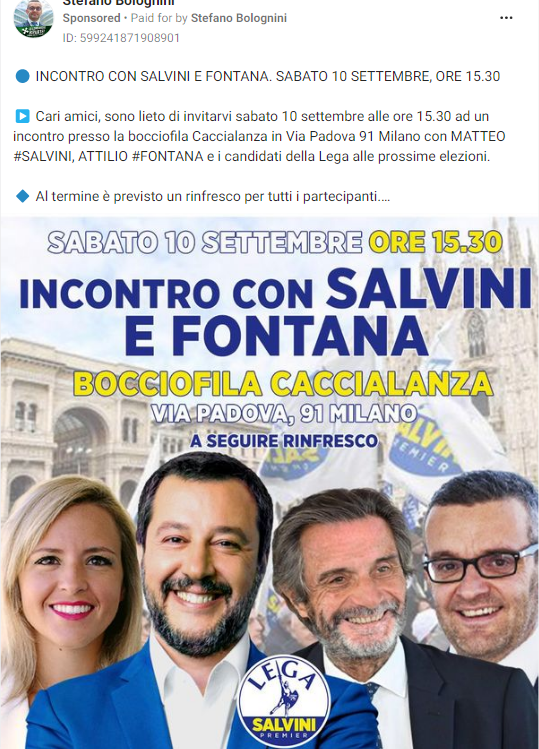 Stefano Bolognini
Sponsored • Paid for by Stefano Bolognini
ID: 599241871908901
INCONTRO CON SALVINI E FONTANA. SABATO 10 SETTEMBRE, ORE 15.30
Cari amici, sono lieto di invitarvi sabato 10 settembre alle ore 15.30 ad un
incontro presso la bocciofila Caccialanza in Via Padova 91 Milano con MATTEO
#SALVINI, ATTILIO #FONTANA e i candidati della Lega alle prossime elezioni.
Al termine è previsto un rinfresco per tutti i partecipanti....
SABATO 10 SETTEMBRE ORE 15.30
INCONTRO CON SALVINI
E FONTANA
BOCCIOFILA CACCIALANZA
VIA PADOVA, 91 MILANO
A SEGUIRE RINFRESCO
SALVINI
PREMIER
LEGA
SALVINI
PREMIER